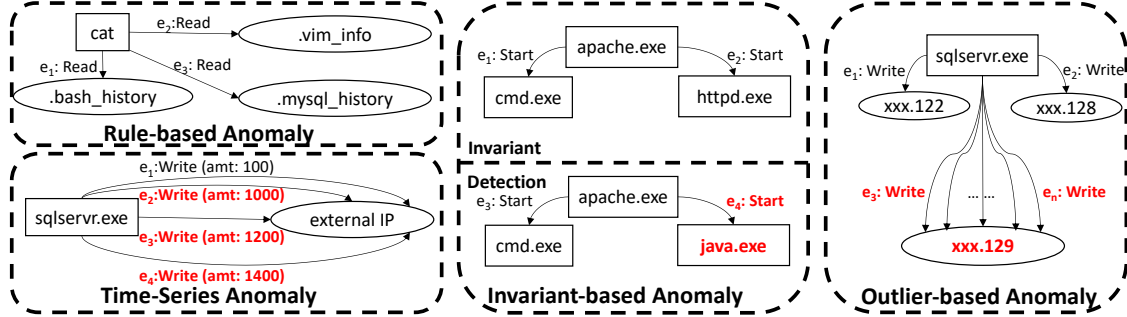 cat
e2:Read
.vim_info
e1: Read
e3: Read
.bash_history
.mysql_history
Rule-based Anomaly
e1:Write (amt: 100)
e2:Write (amt: 1000)
sqlservr.exe
external IP
e3:Write (amt: 1200)
e4:Write (amt: 1400)
Time-Series Anomaly
apache.exe
e1: Start
e2: Start
cmd.exe
httpd.exe
Invariant
Detection
apache.exe
e3: Start
e4: Start
cmd.exe
java.exe
Invariant-based Anomaly
sqlservr.exe
e1: Write
e2: Write
xxx.122
xxx.128
e3: Write
... ...
en: Write
xxx.129
Outlier-based Anomaly